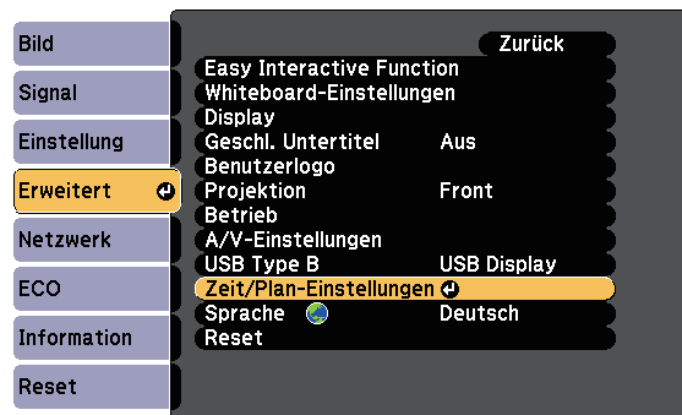 Bild
Signal
Einstellung
Erweitert
Netzwerk
ECO
Information
Reset
Zurück
Easy Interactive Function
Whiteboard-Einstellungen
Display
Geschl. Untertitel Aus
Benutzerlogo
Projektion Front
Betrieb
A/V-Einstellungen
USB Type B USB Display
Zeit/Plan-Einstellungen
Sprache Deutsch
Reset